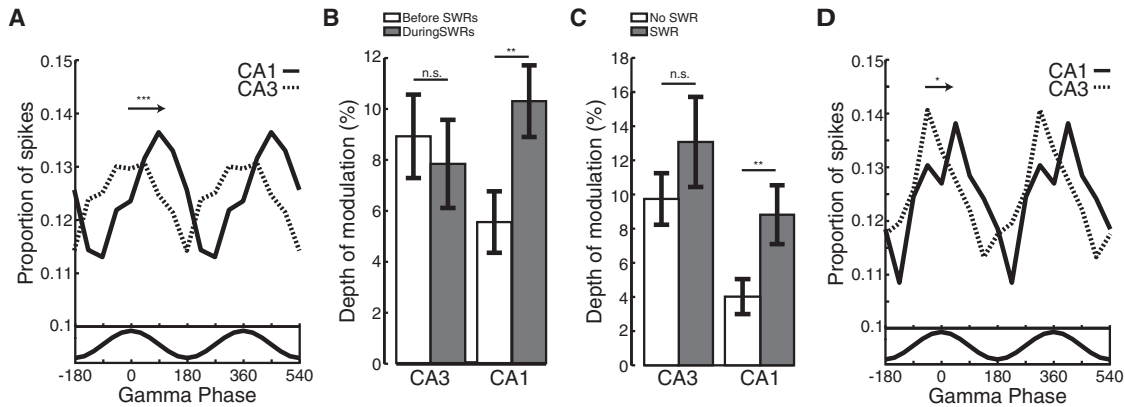 A
0.15
0.14
0.13
0.12
0.11
0.1
Proportion of spikes
CA1
CA3
***
-180 0 180 360 540
Gamma Phase
B
Before SWRs
DuringSWRs
12
10
8
6
4
2
0
Depth of modulation (%)
n.s.
**
CA3 CA1
C
No SWR
SWR
18
16
14
12
10
8
6
4
2
0
Depth of modulation (%)
n.s.
**
CA3 CA1
D
0.15
0.14
0.13
0.12
0.11
0.1
Proportion of spikes
CA1
CA3
*
-180 0 180 360 540
Gamma Phase